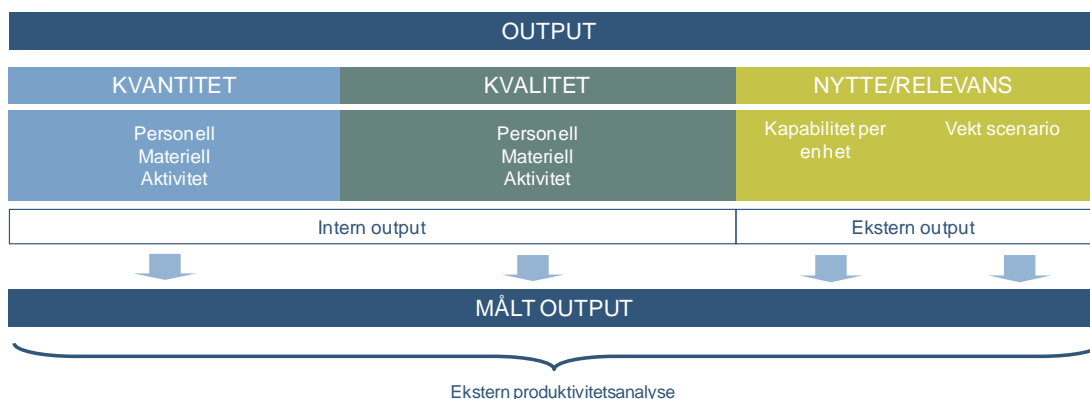 OUTPUT
KVANTITET
KVALITET
NYTTE/RELEVANS
Personell
Materiell
Aktivitet
Personell
Materiell
Aktivitet
Kapabilitet per
enhet
Vekt scenario
Intern output
Ekstern output
MÅLT OUTPUT
Ekstern produktivitetsanalyse